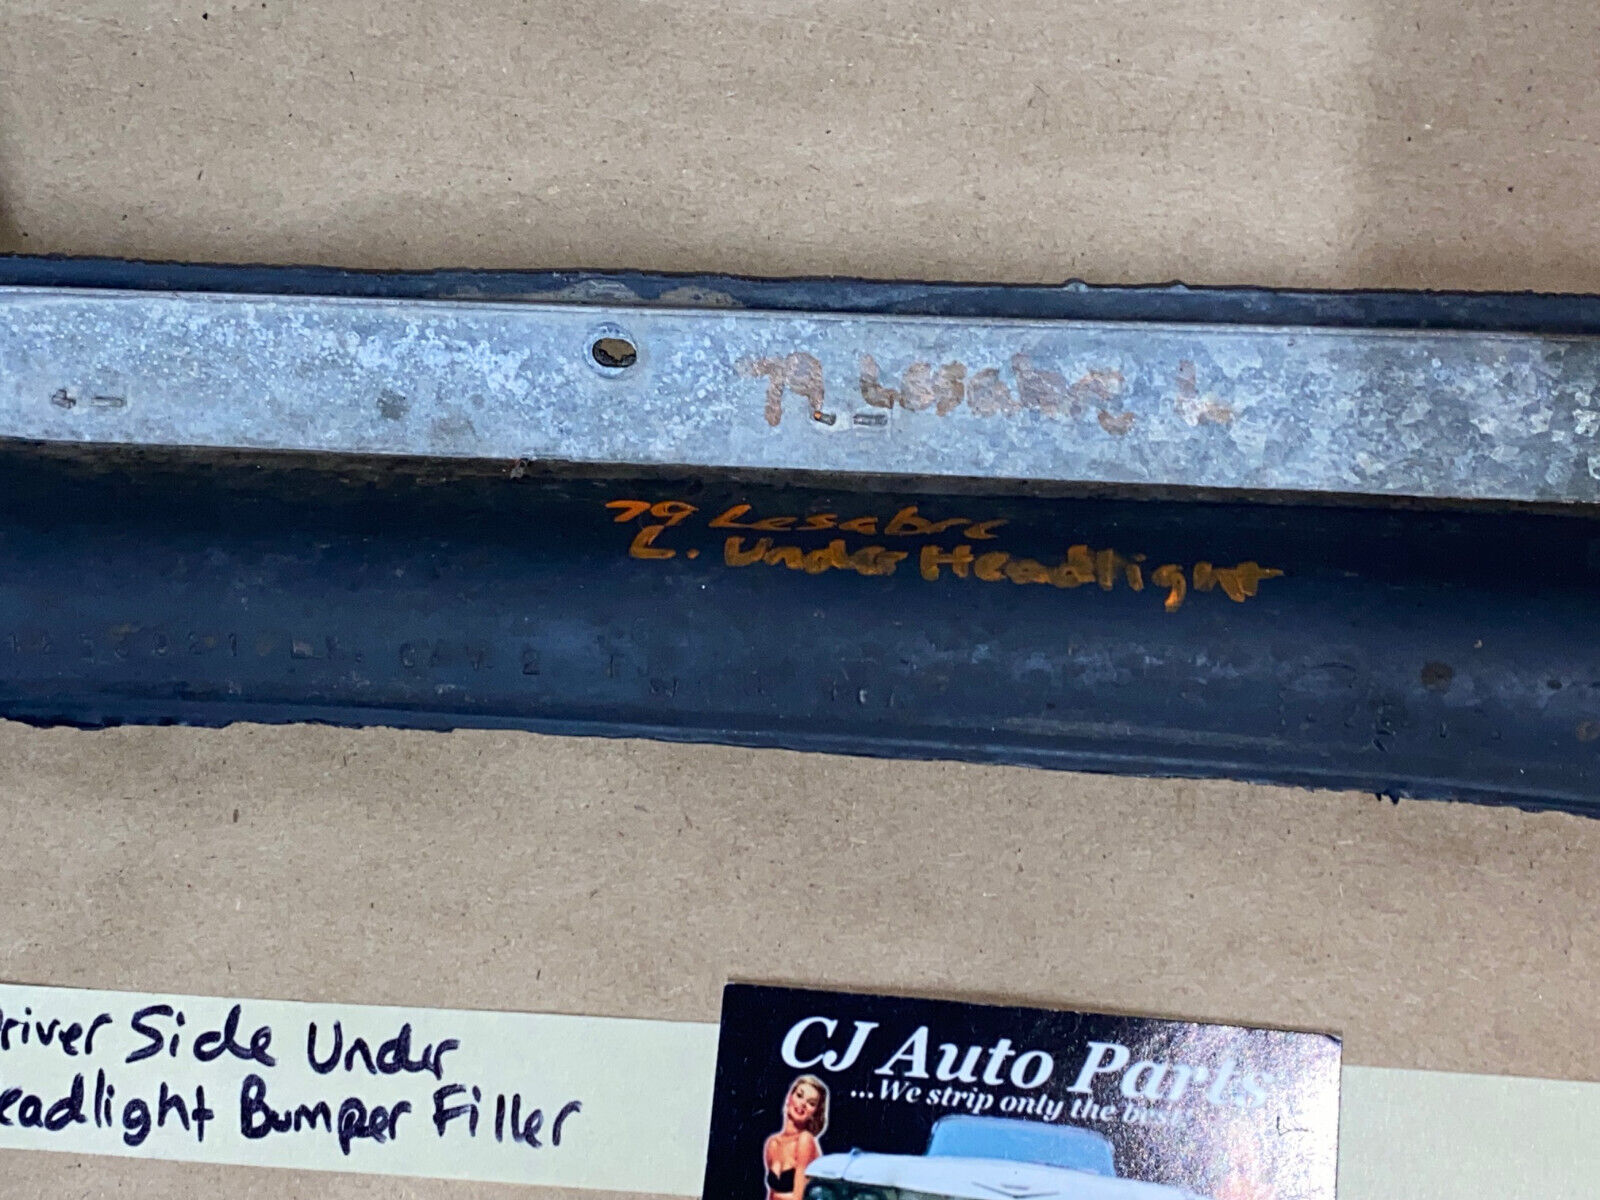 79 Lesabre L
79 Lesabre
L. Under Headlight
Driver Side Under
eadlight Bumper Filler
CJ Auto Parts
...We strip only the best